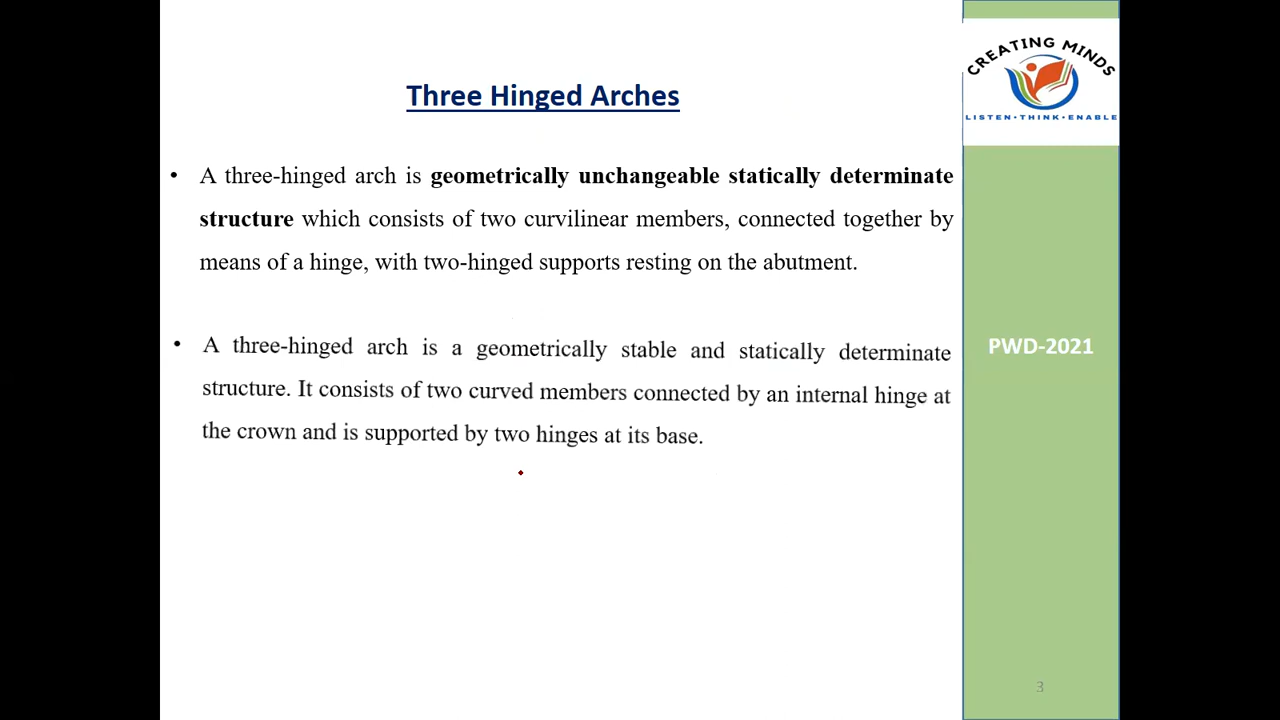 CREATING MINDS
LISTEN•THINK•ENABLE
Three Hinged Arches
• A three-hinged arch is geometrically unchangeable statically determinate
structure which consists of two curvilinear members, connected together by
means of a hinge, with two-hinged supports resting on the abutment.
• A three-hinged arch is a geometrically stable and statically determinate
structure. It consists of two curved members connected by an internal hinge at
the crown and is supported by two hinges at its base.
PWD-2021
3